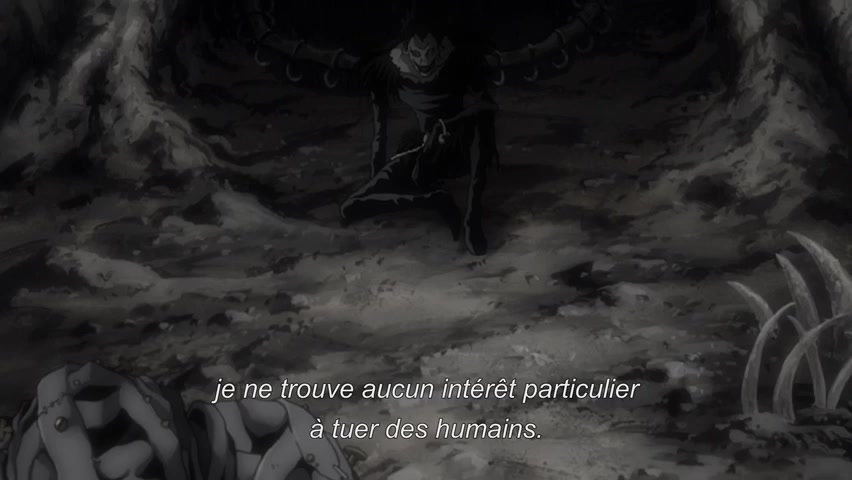 je ne trouve aucun intérêt particulier
à tuer des humains.